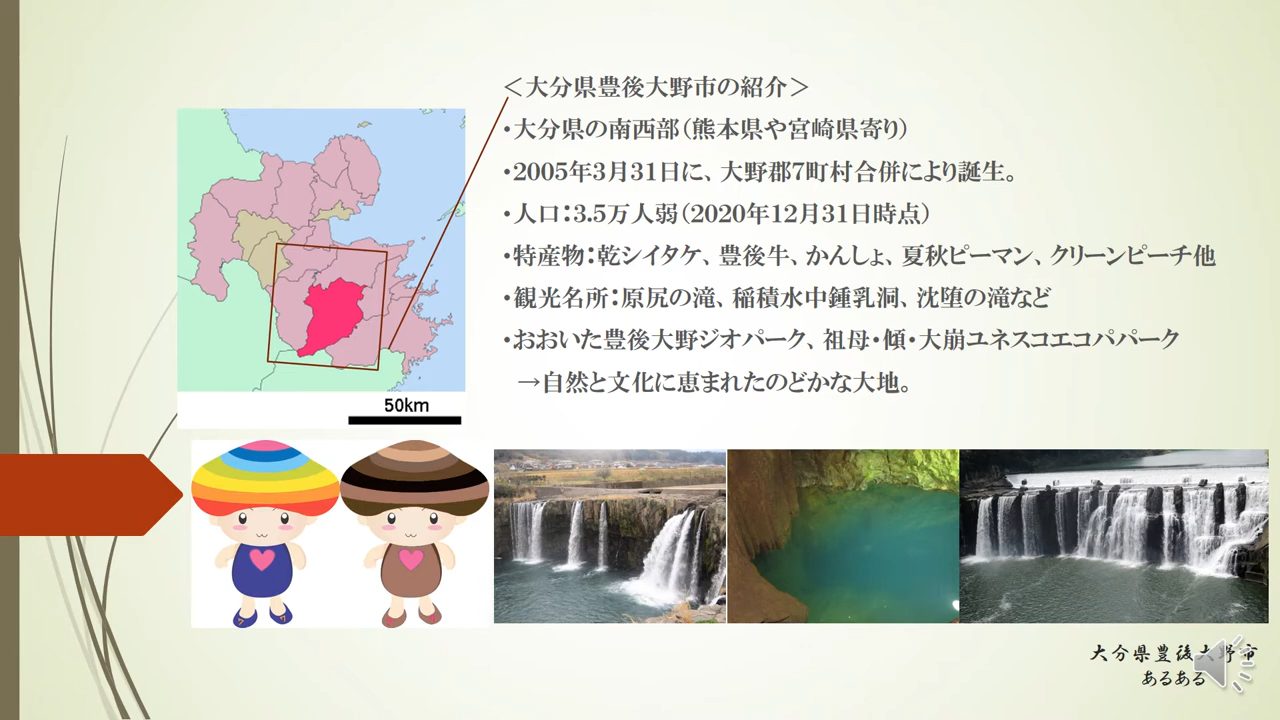 ＜大分県豊後大野市の紹介＞
・大分県の南西部（熊本県や宮崎県寄り）
・2005年3月31日に、大野郡7町村合併により誕生。
・人口：3.5万人弱（2020年12月31日時点）
・特産物：乾シイタケ、豊後牛、かんしょ、夏秋ピーマン、クリーンピーチ他
・観光名所：原尻の滝、稲積水中鍾乳洞、沈堕の滝など
・おおいた豊後大野ジオパーク、祖母・傾・大崩ユネスコエコパパーク
→自然と文化に恵まれたのどかな大地。
50km
大分県豊後大野市
あるある